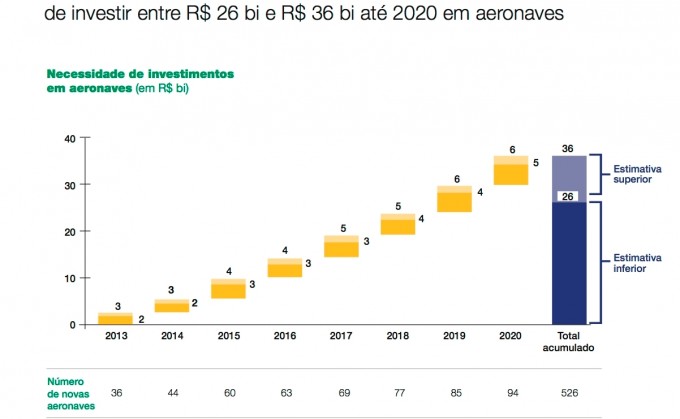 de investir entre R$ 26 bi e R$ 36 bi até 2020 em aeronaves
Necessidade de investimentos
em aeronaves (em R$ bi)
40
30
20
10
0
3
2
3
2
4
3
4
3
5
3
5
4
6
4
6
5
36
26
Estimativa
superior
Estimativa
inferior
2013 2014 2015 2016 2017 2018 2019 2020 Total
acumulado
Número
de novas
aeronaves
36 44 60 63 69 77 85 94 526